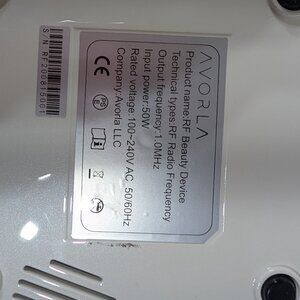 AVORLA
Product name:RF Beauty Device
Technical types:RF Radio Frequency
Output frequency:1.0MHz
Input power:50W
Rated voltage:100~240V AC, 50/60Hz
Company:Avorla LLC
CE
S/N RF200815001